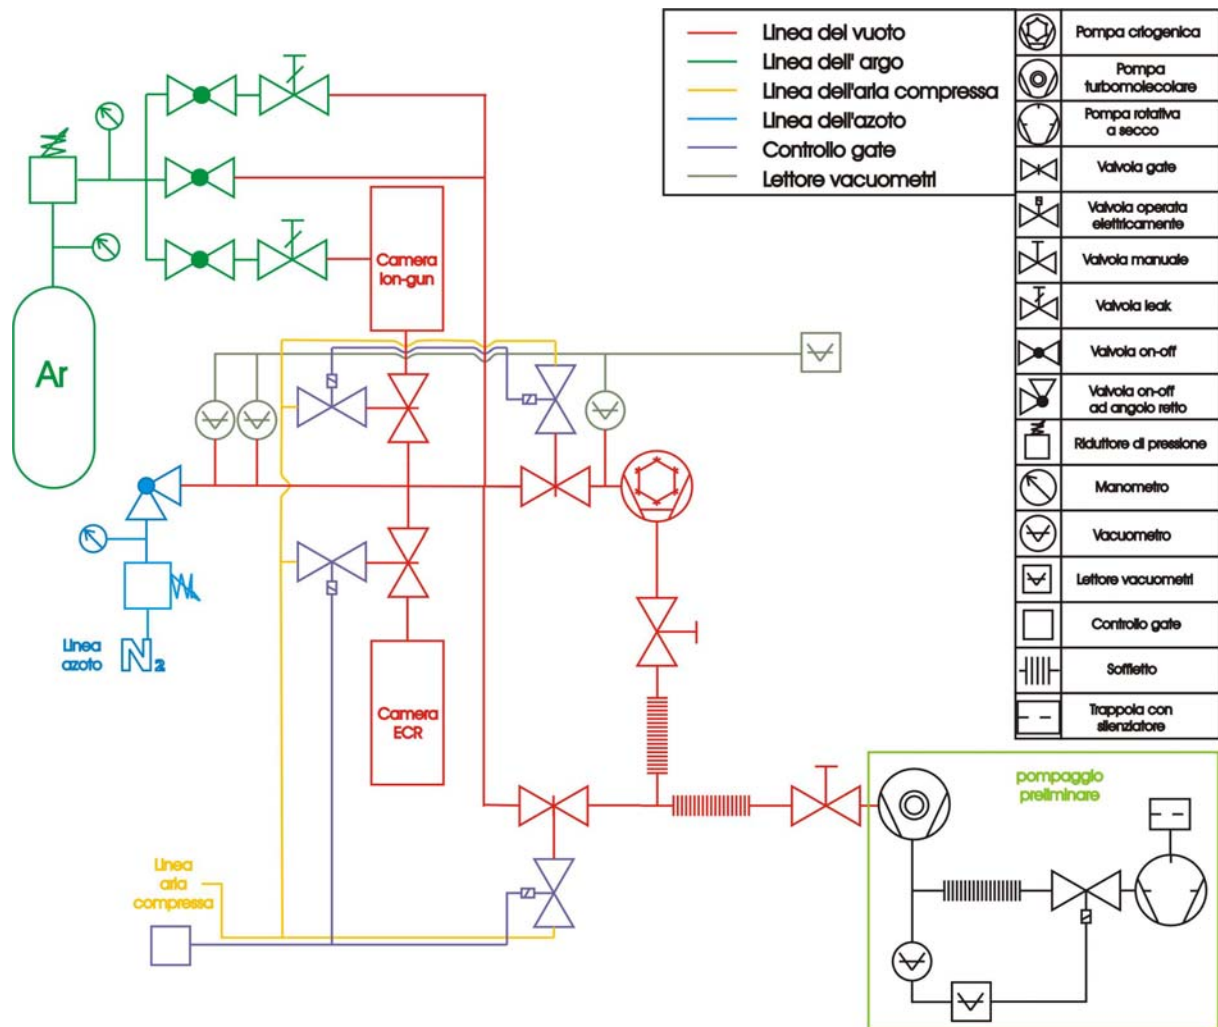 Linea del vuoto
Linea dell' argo
Linea dell'aria compressa
Linea dell'azoto
Controllo gate
Lettore vacuometri
Pompa criogenica
Pompa
turbomolecolare
Pompa rotativa
a secco
Valvola gate
Valvola operata
elettricamente
Valvola manuale
Valvola leak
Valvola on-off
Valvola on-off
ad angolo retto
Riduttore di pressione
Manometro
Vacuometro
Lettore vacuometri
Controllo gate
Soffietto
Trappola con
silenziatore
Camera
ion-gun
Ar
Linea
azoto
N2
Camera
ECR
Linea
aria
compressa
pompaggio
preliminare